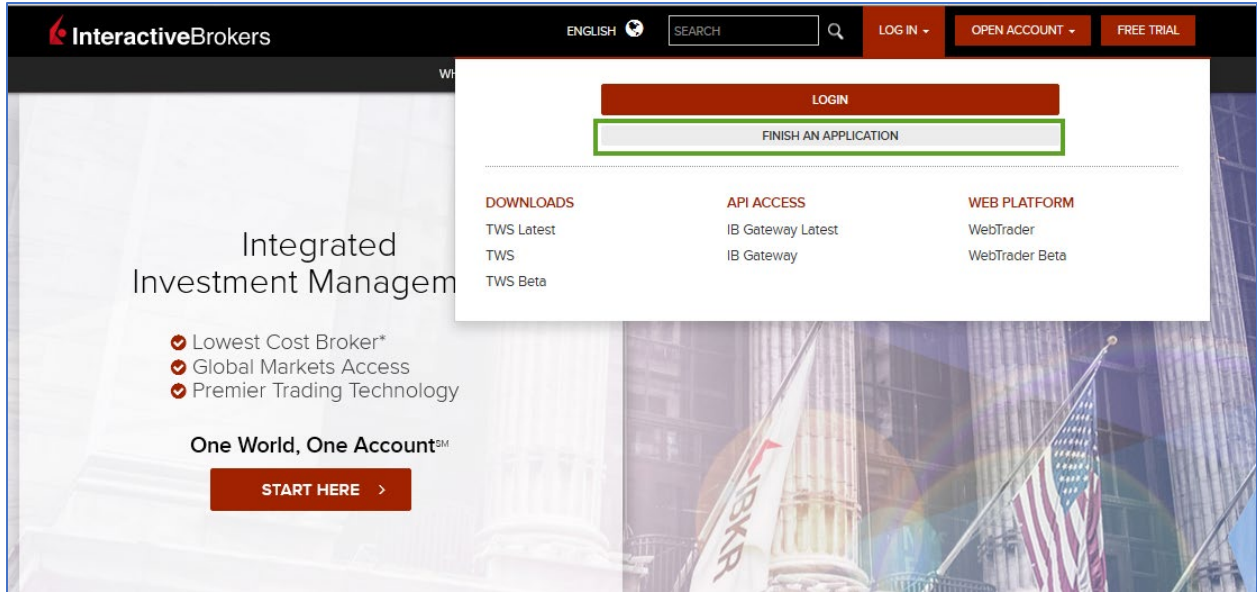 InteractiveBrokers
ENGLISH
SEARCH
LOG IN
OPEN ACCOUNT
FREE TRIAL
LOGIN
FINISH AN APPLICATION
DOWNLOADS
TWS Latest
TWS
TWS Beta
API ACCESS
IB Gateway Latest
IB Gateway
WEB PLATFORM
WebTrader
WebTrader Beta
Integrated
Investment Managem
Lowest Cost Broker*
Global Markets Access
Premier Trading Technology
One World, One Account℠
START HERE >
IBKR